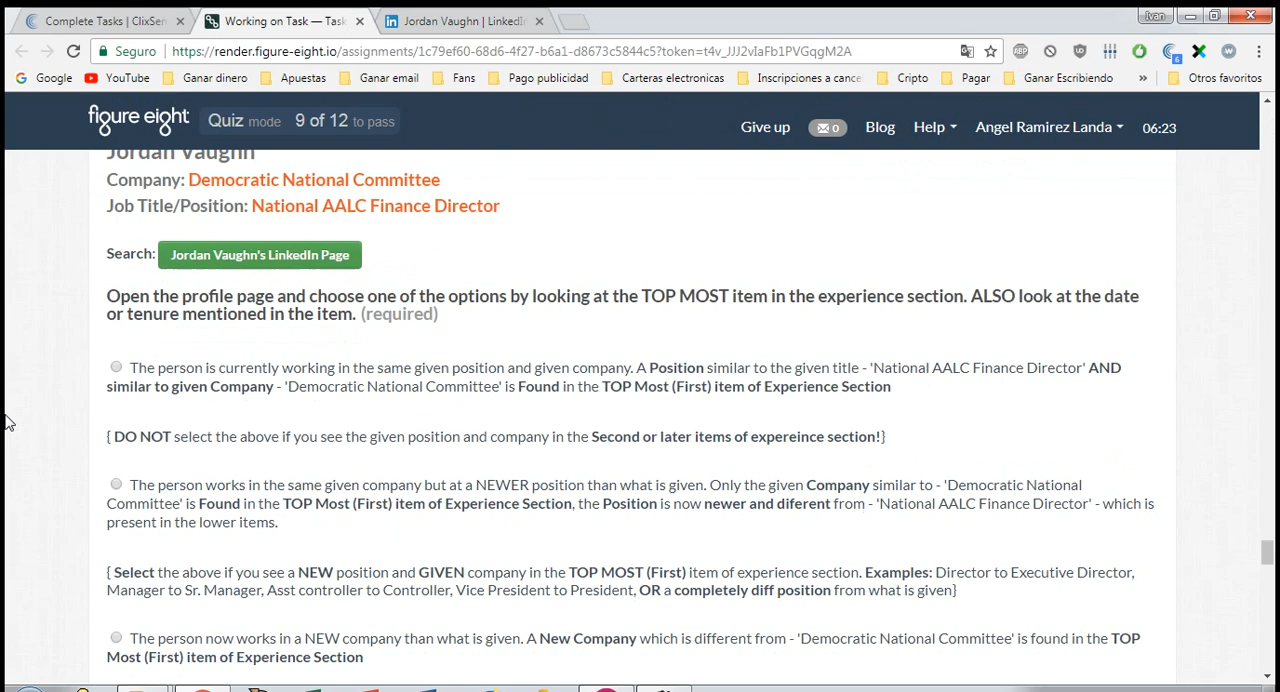 Complete Tasks | ClixSen
Working on Task — Task
Jordan Vaughn | LinkedIn
Ivan
Seguro
https://render.figure-eight.io/assignments/1c79ef60-68d6-4f27-b6a1-d8673c5844c5?token=t4v_JJJ2vIaFb1PVGqgM2A
Google YouTube Ganar dinero Apuestas Ganar email Fans Pago publicidad Carteras electronicas Inscripciones a cance Cripto Pagar Ganar Escribiendo » Otros favoritos
figure eight Quiz mode 9 of 12 to pass Give up 0 Blog Help Angel Ramirez Landa 06:23
Jordan Vaughn
Company: Democratic National Committee
Job Title/Position: National AALC Finance Director
Search: Jordan Vaughn's LinkedIn Page
Open the profile page and choose one of the options by looking at the TOP MOST item in the experience section. ALSO look at the date
or tenure mentioned in the item. (required)
The person is currently working in the same given position and given company. A Position similar to the given title - 'National AALC Finance Director' AND
similar to given Company - 'Democratic National Committee' is Found in the TOP Most (First) item of Experience Section
{ DO NOT select the above if you see the given position and company in the Second or later items of expereince section!}
The person works in the same given company but at a NEWER position than what is given. Only the given Company similar to - 'Democratic National
Committee' is Found in the TOP Most (First) item of Experience Section, the Position is now newer and diferent from - 'National AALC Finance Director' - which is
present in the lower items.
{ Select the above if you see a NEW position and GIVEN company in the TOP MOST (First) item of experience section. Examples: Director to Executive Director,
Manager to Sr. Manager, Asst controller to Controller, Vice President to President, OR a completely diff position from what is given}
The person now works in a NEW company than what is given. A New Company which is different from - 'Democratic National Committee' is found in the TOP
Most (First) item of Experience Section